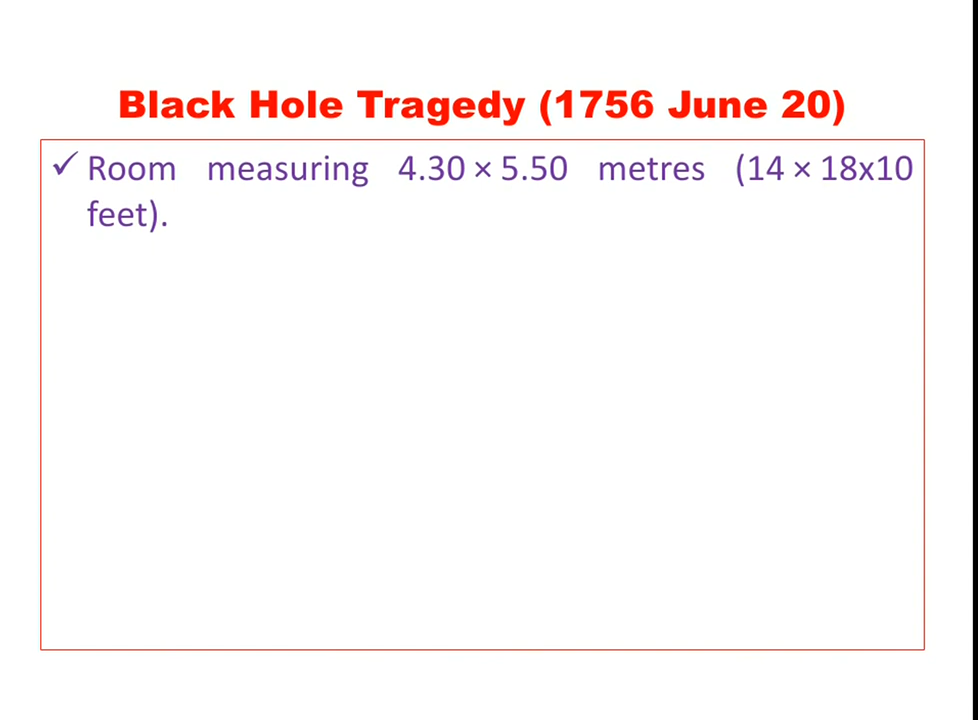 Black Hole Tragedy (1756 June 20)
✓ Room measuring 4.30 × 5.50 metres (14 × 18x10
feet).